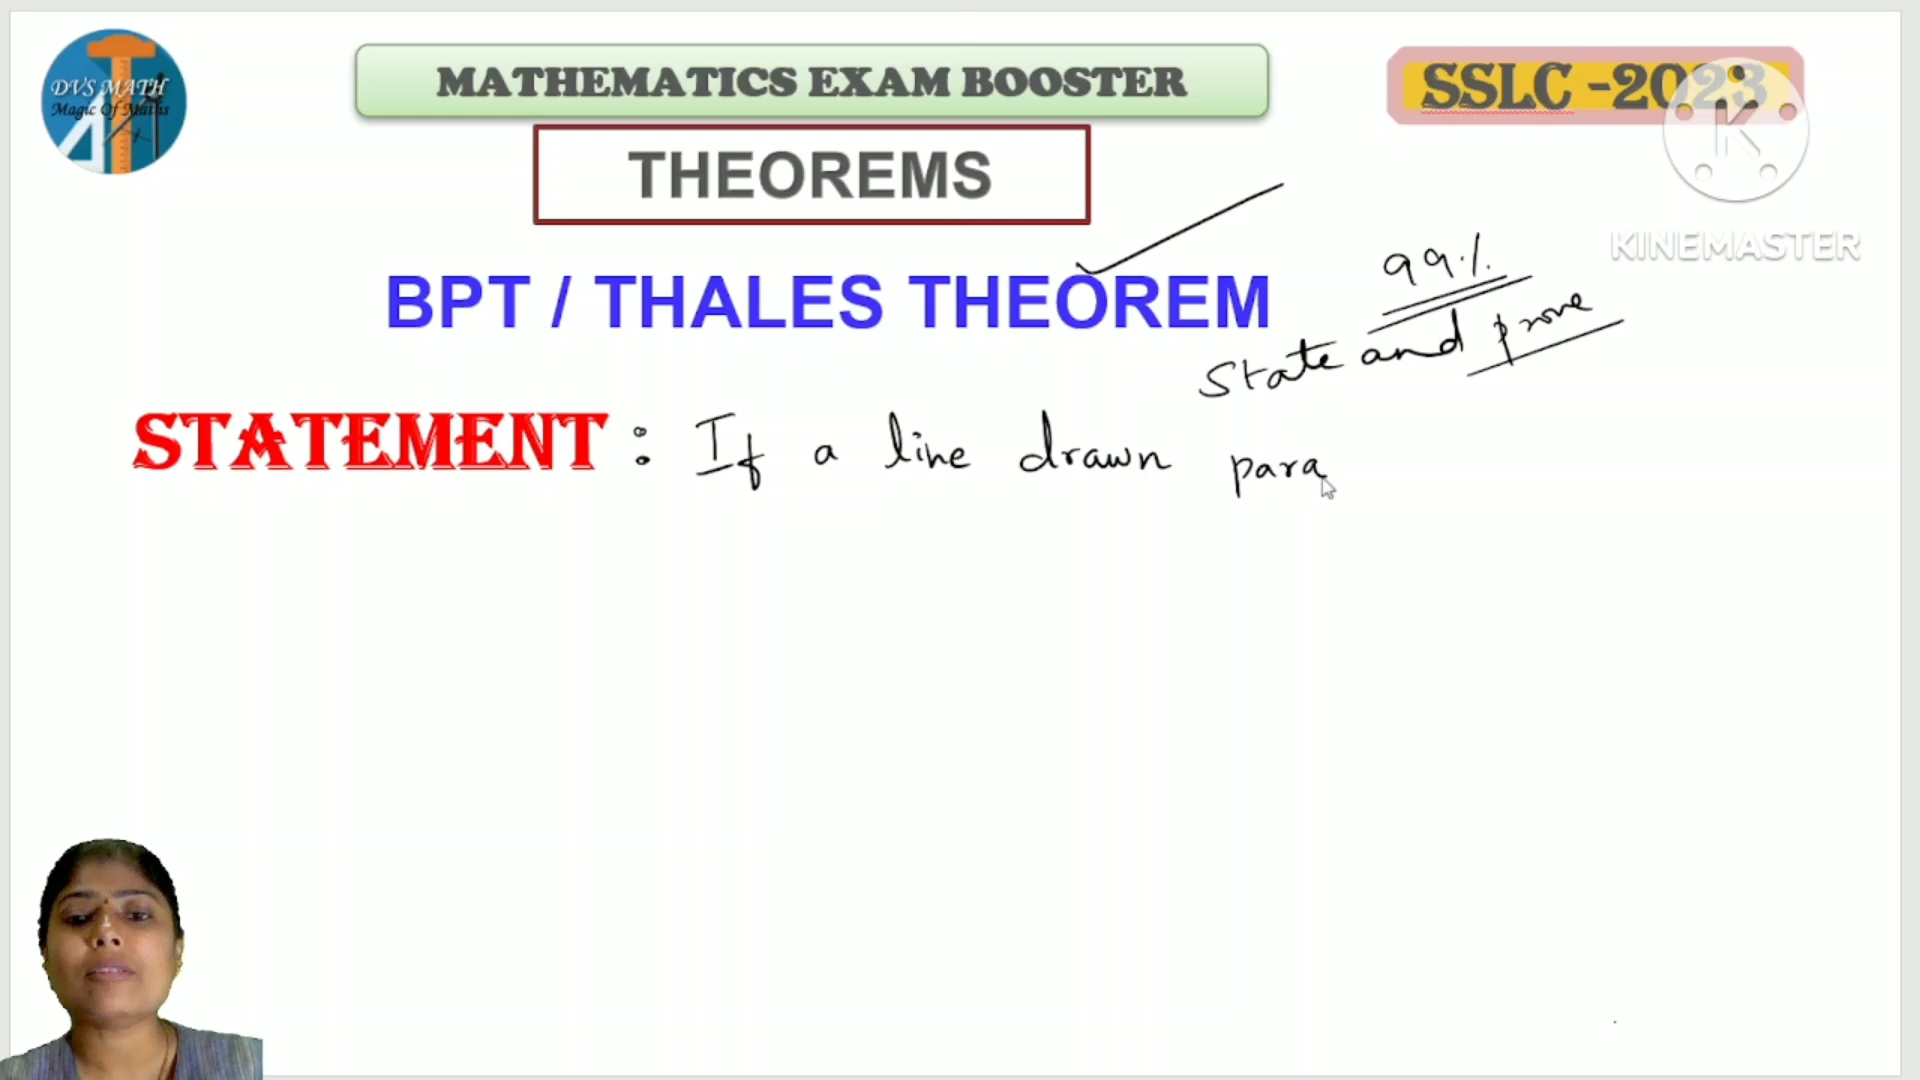 DVS MATH
Magic Of Maths
MATHEMATICS EXAM BOOSTER
SSLC -2023
THEOREMS
KINEMASTER
BPT / THALES THEOREM
99%
State and prove
STATEMENT : If a line drawn para